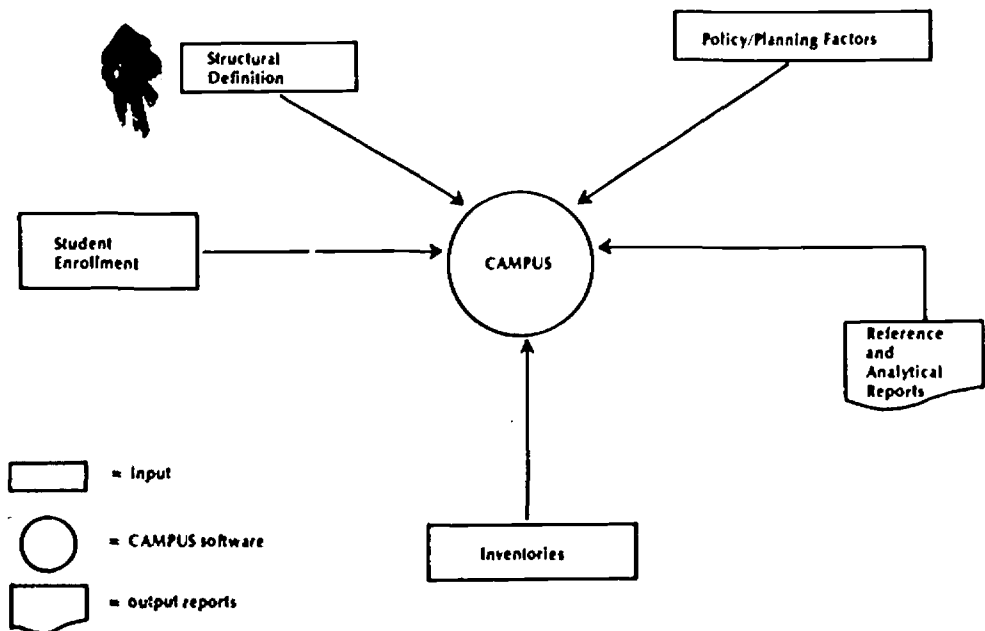 Structural
Definition
Policy/Planning Factors
Student
Enrollment
CAMPUS
Reference
and
Analytical
Reports
= Input
= CAMPUS software
Inventories
= output reports